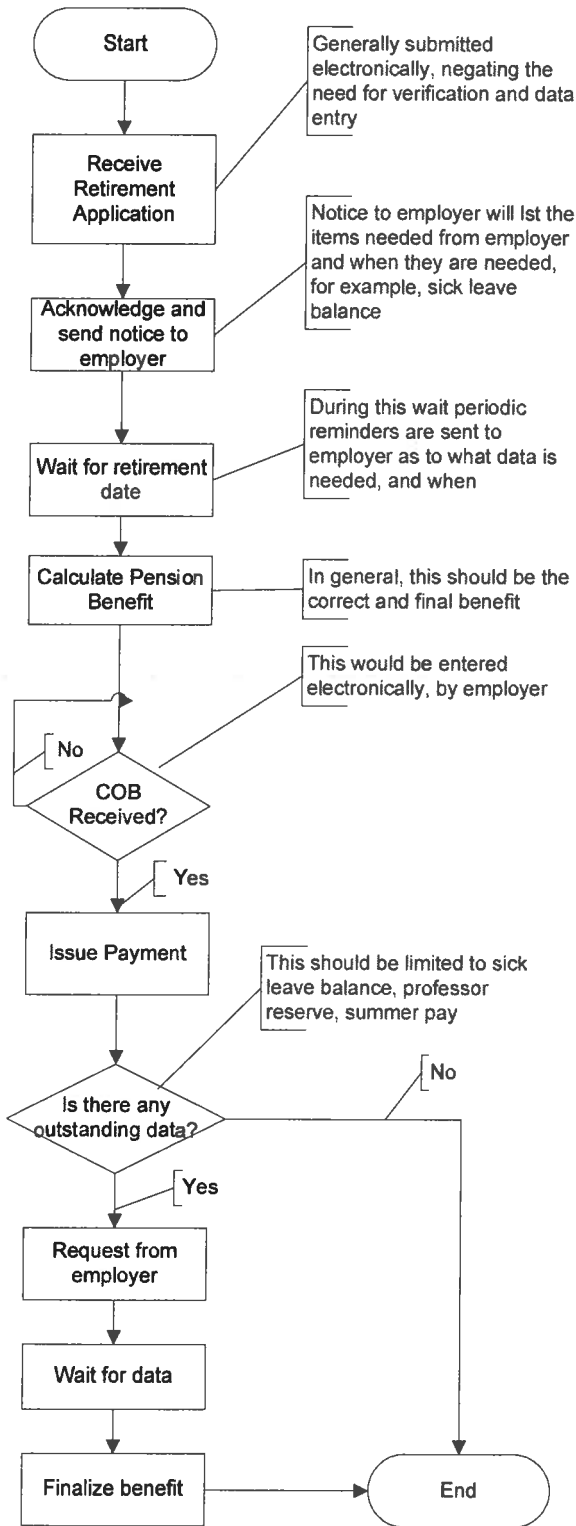 Start
Generally submitted
electronically, negating the
need for verification and data
entry
Receive
Retirement
Application
Notice to employer will lst the
items needed from employer
and when they are needed,
for example, sick leave
balance
Acknowledge and
send notice to
employer
During this wait periodic
reminders are sent to
employer as to what data is
needed, and when
Wait for retirement
date
Calculate Pension
Benefit
In general, this should be the
correct and final benefit
This would be entered
electronically, by employer
No
COB
Received?
Yes
Issue Payment
This should be limited to sick
leave balance, professor
reserve, summer pay
No
Is there any
outstanding data?
Yes
Request from
employer
Wait for data
Finalize benefit
End